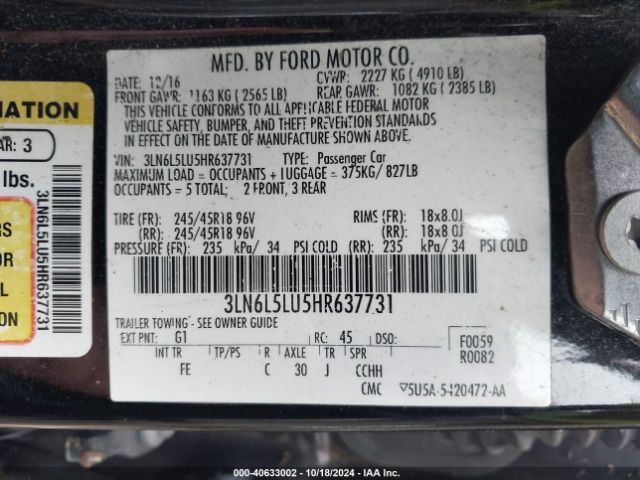 MFD. BY FORD MOTOR CO.
DATE: 12/16 GVWR: 2227 KG ( 4910 LB)
FRONT GAWR: 1163 KG ( 2565 LB) REAR GAWR: 1082 KG ( 2385 LB)
THIS VEHICLE CONFORMS TO ALL APPLICABLE FEDERAL MOTOR
VEHICLE SAFETY, BUMPER, AND THEFT PREVENTION STANDARDS
IN EFFECT ON THE DATE OF MANUFACTURE SHOWN ABOVE.
VIN: 3LN6L5LU5HR637731 TYPE: Passenger Car
MAXIMUM LOAD = OCCUPANTS + LUGGAGE = 375KG/ 827LB
OCCUPANTS = 5 TOTAL; 2 FRONT, 3 REAR
TIRE (FR): 245/45R18 96V RIMS (FR): 18x8.0J
(RR): 245/45R18 96V (RR): 18x8.0J
PRESSURE (FR): 235 kPa/ 34 PSI COLD (RR): 235 kPa/ 34 PSI COLD
3LN6L5LU5HR637731
TRAILER TOWING - SEE OWNER GUIDE
EXT PNT: G1 RC: 45 DSO:
F0059
R0082
INT TR TP/PS R AXLE TR SPR
FE C 30 J CCHH
CMC 5U5A-5420472-AA
MATION
AR: 3
lbs.
RS
OR
L
ION
3LN6L5LU5HR637731
000-40633002 - 10/18/2024 - IAA Inc.